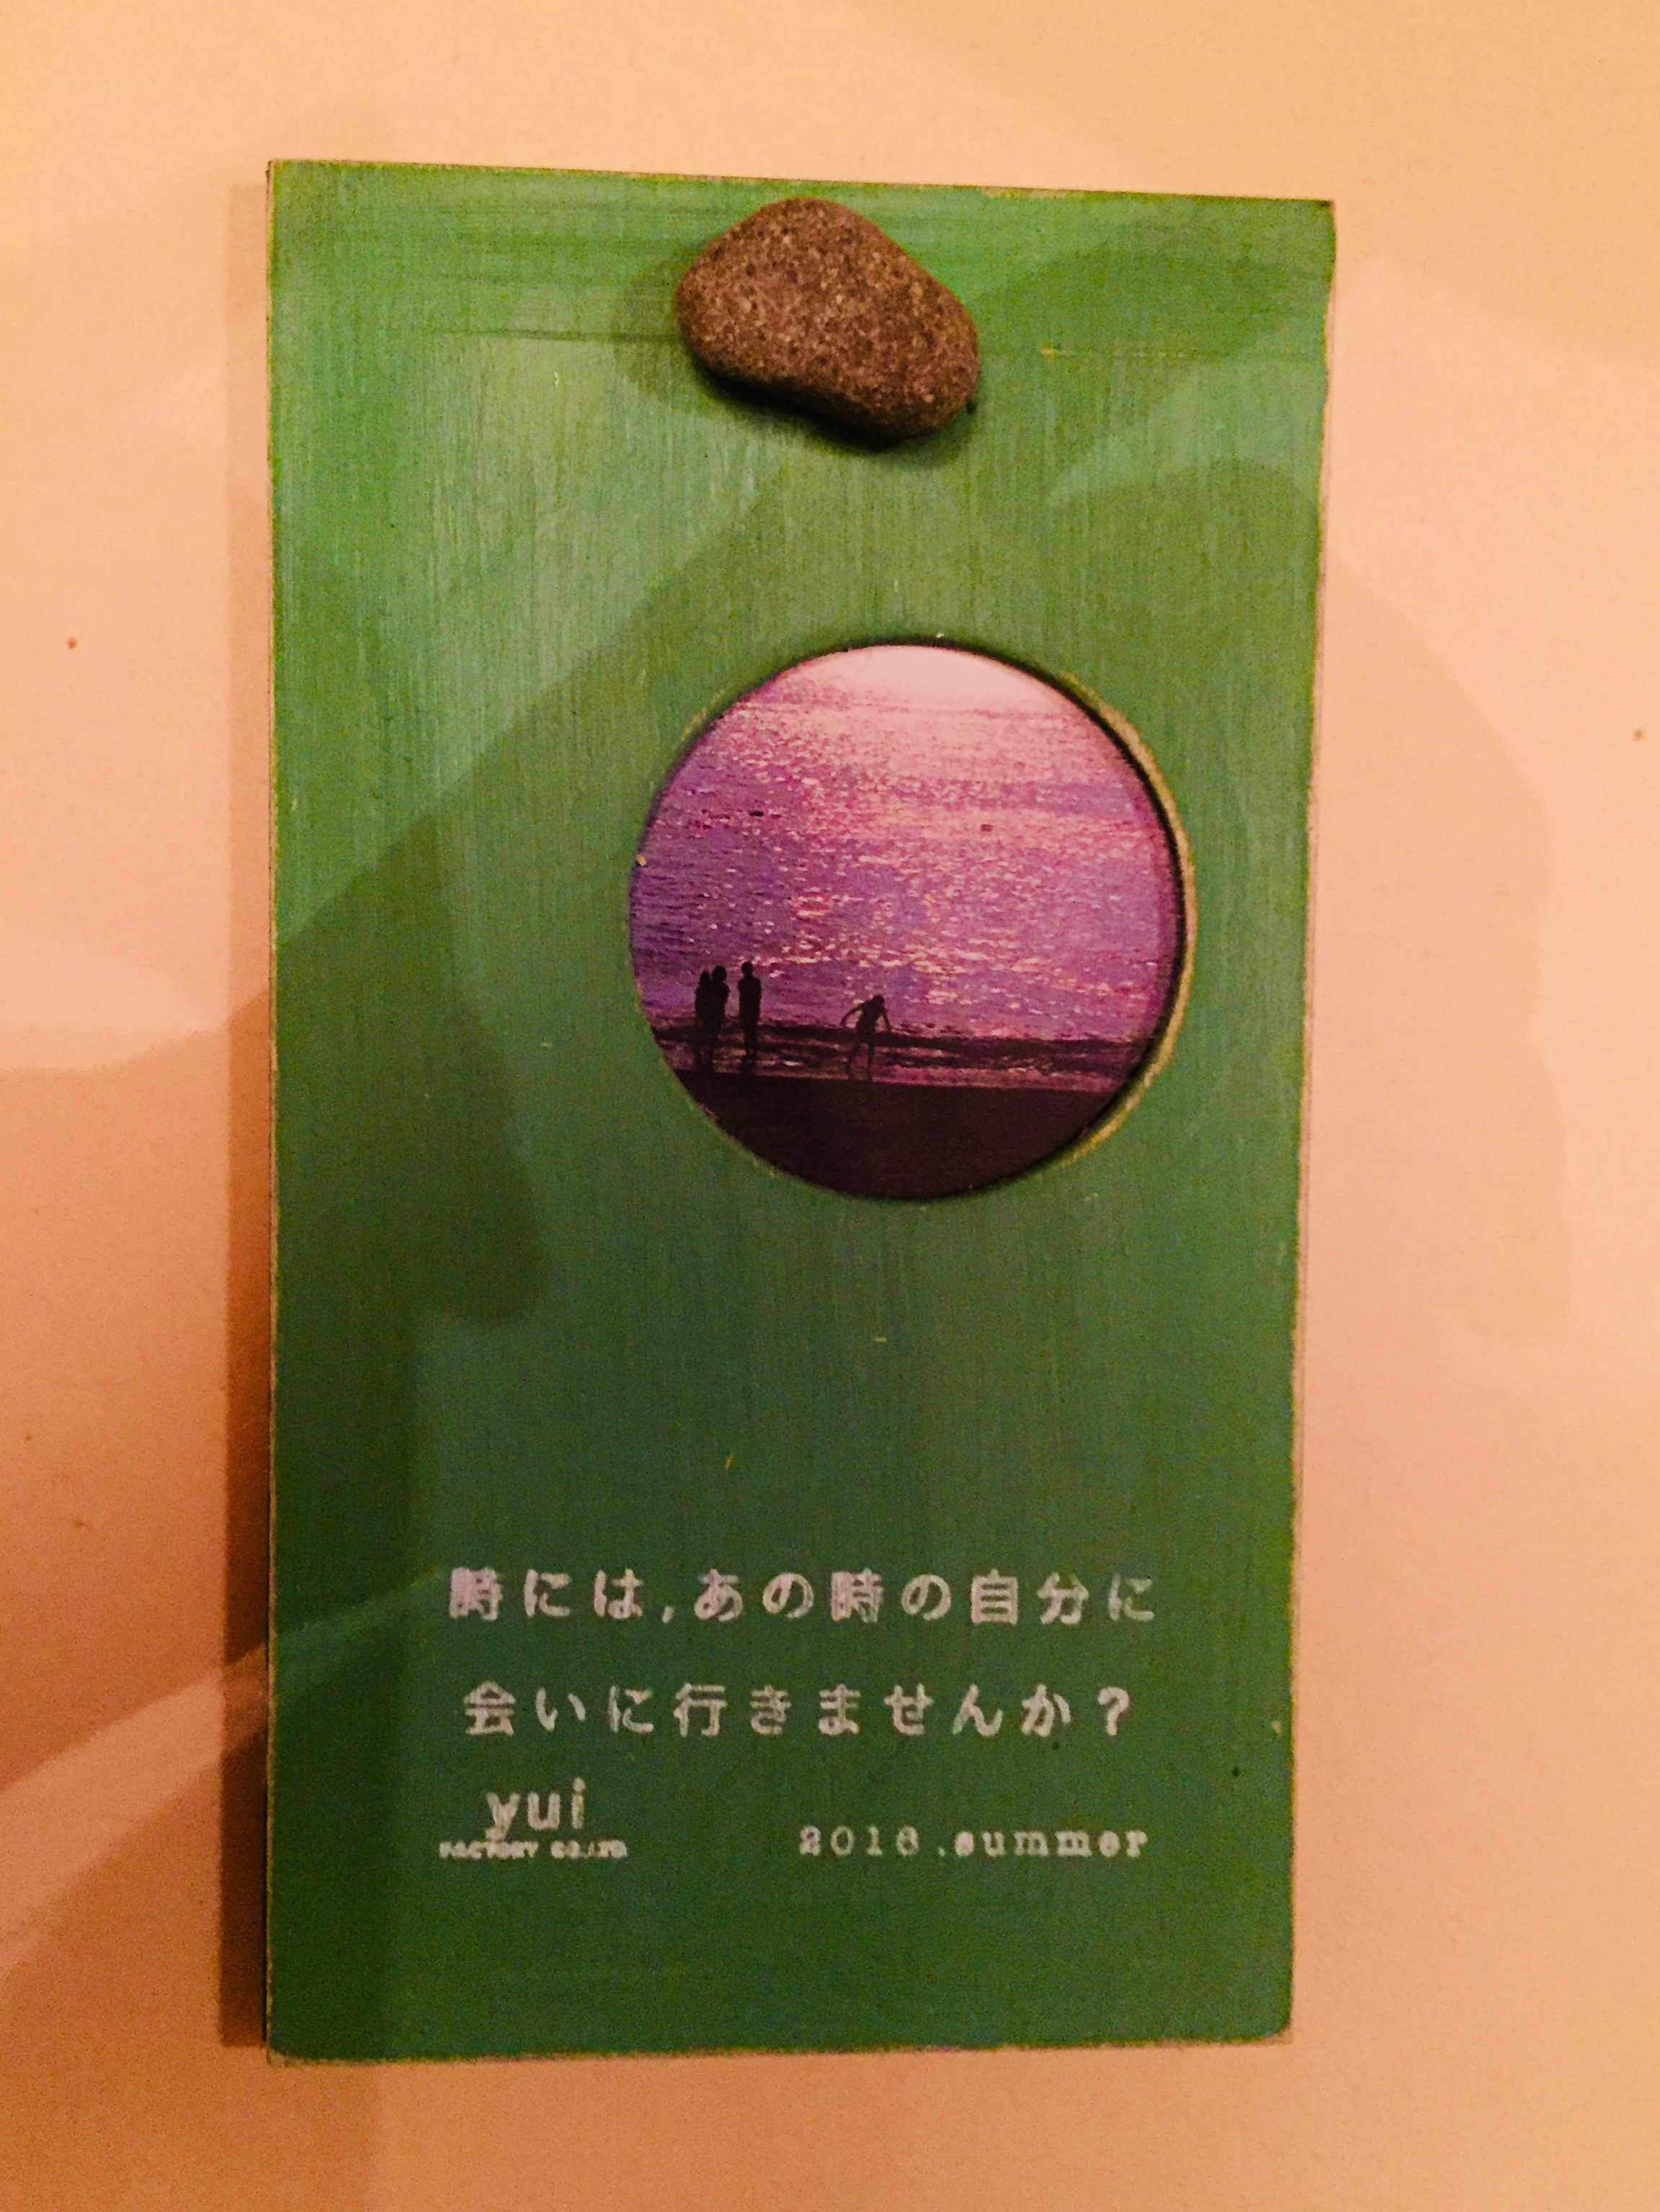 時には,あの時の自分に
会いに行きませんか？
yui
FACTORY CO.LTD
2016.summer